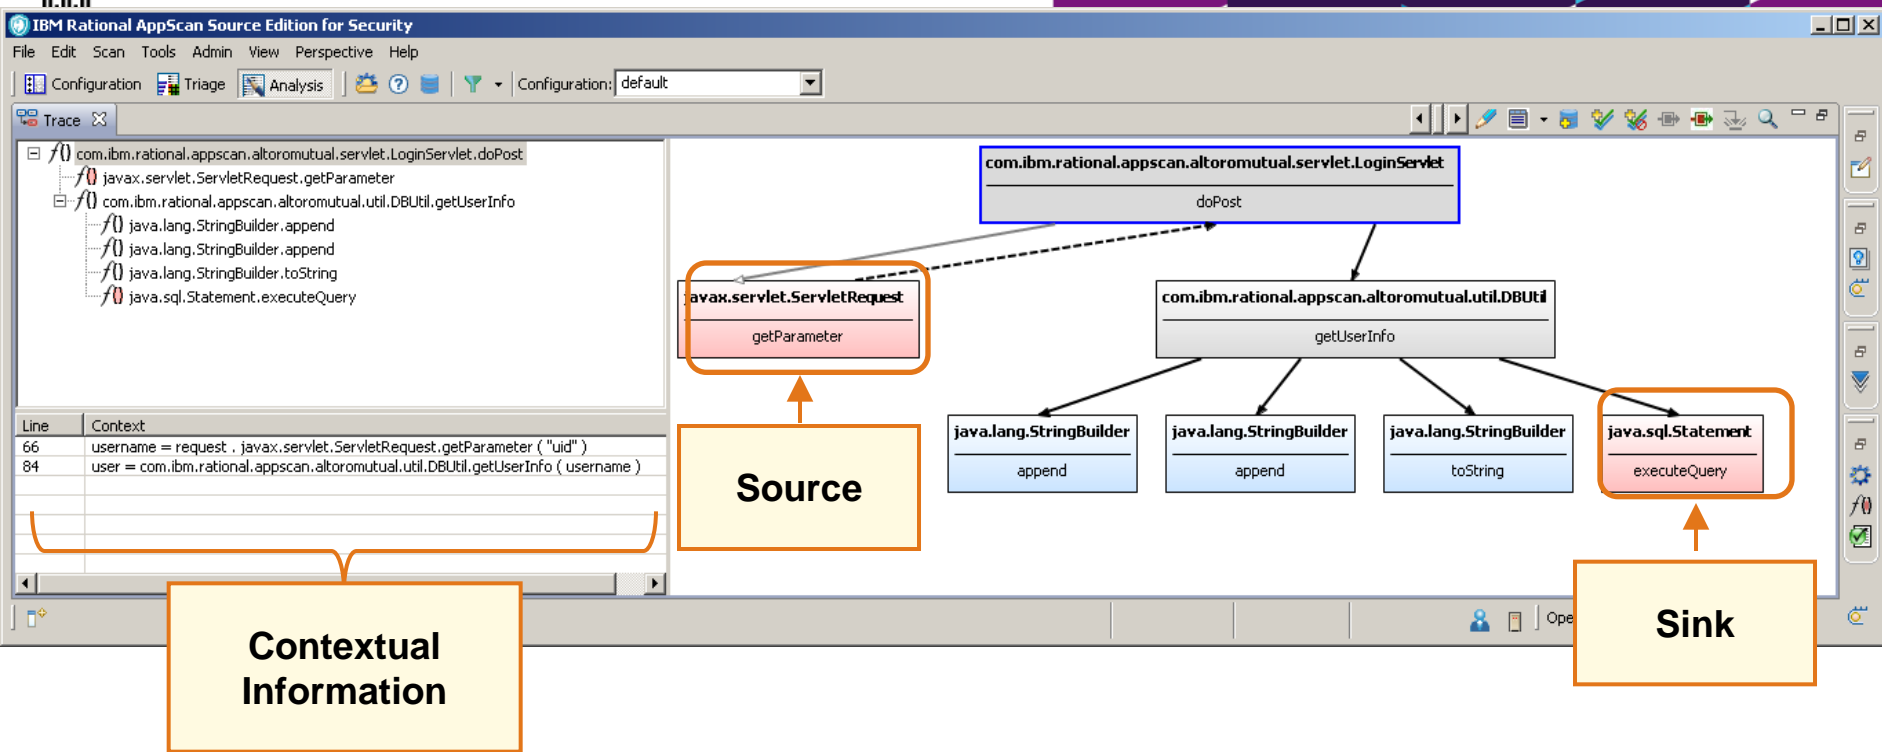 IBM Rational AppScan Source Edition for Security
File Edit Scan Tools Admin View Perspective Help
Configuration Triage Analysis Configuration: default
Trace
com.ibm.rational.appscan.altoromutual.servlet.LoginServlet.doPost
javax.servlet.ServletRequest.getParameter
com.ibm.rational.appscan.altoromutual.util.DBUtil.getUserInfo
java.lang.StringBuilder.append
java.lang.StringBuilder.append
java.lang.StringBuilder.toString
java.sql.Statement.executeQuery
com.ibm.rational.appscan.altoromutual.servlet.LoginServlet
doPost
javax.servlet.ServletRequest
getParameter
com.ibm.rational.appscan.altoromutual.util.DBUtil
getUserInfo
java.lang.StringBuilder
append
java.lang.StringBuilder
append
java.lang.StringBuilder
toString
java.sql.Statement
executeQuery
Line Context
66 username = request . javax.servlet.ServletRequest.getParameter ( "uid" )
84 user = com.ibm.rational.appscan.altoromutual.util.DBUtil.getUserInfo ( username )
Source
Sink
Contextual
Information